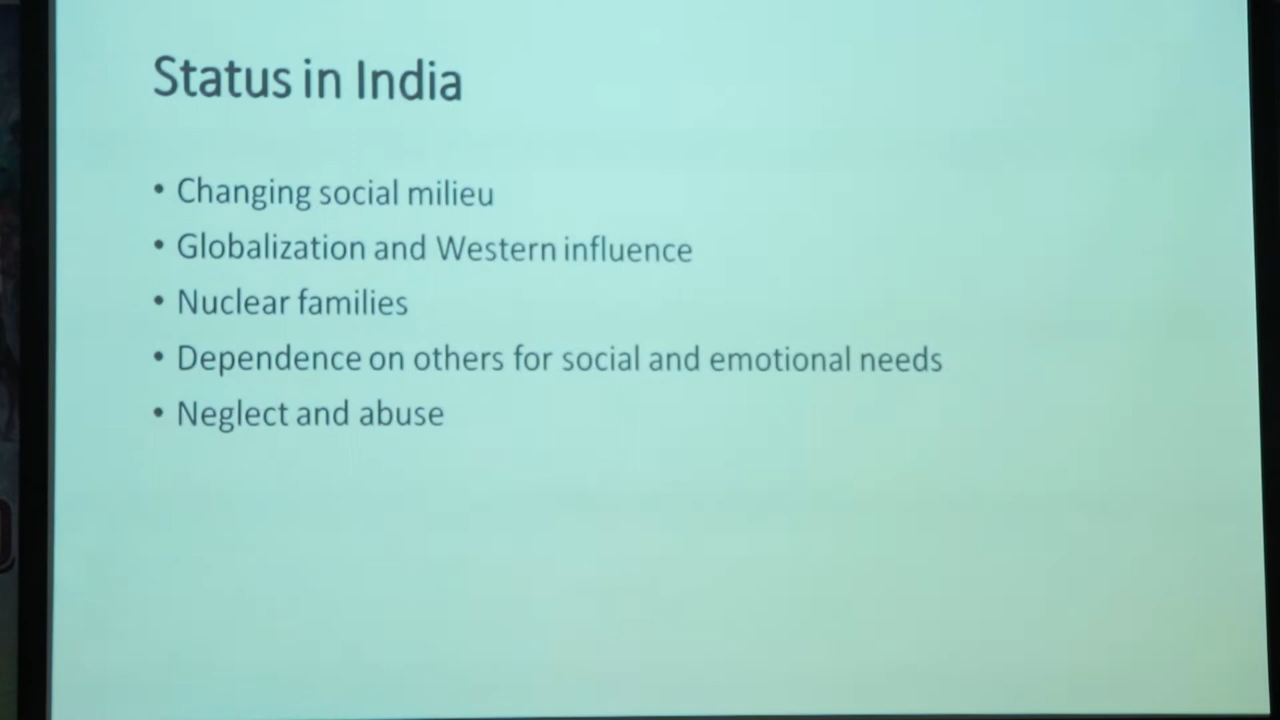 Status in India
• Changing social milieu
• Globalization and Western influence
• Nuclear families
• Dependence on others for social and emotional needs
• Neglect and abuse